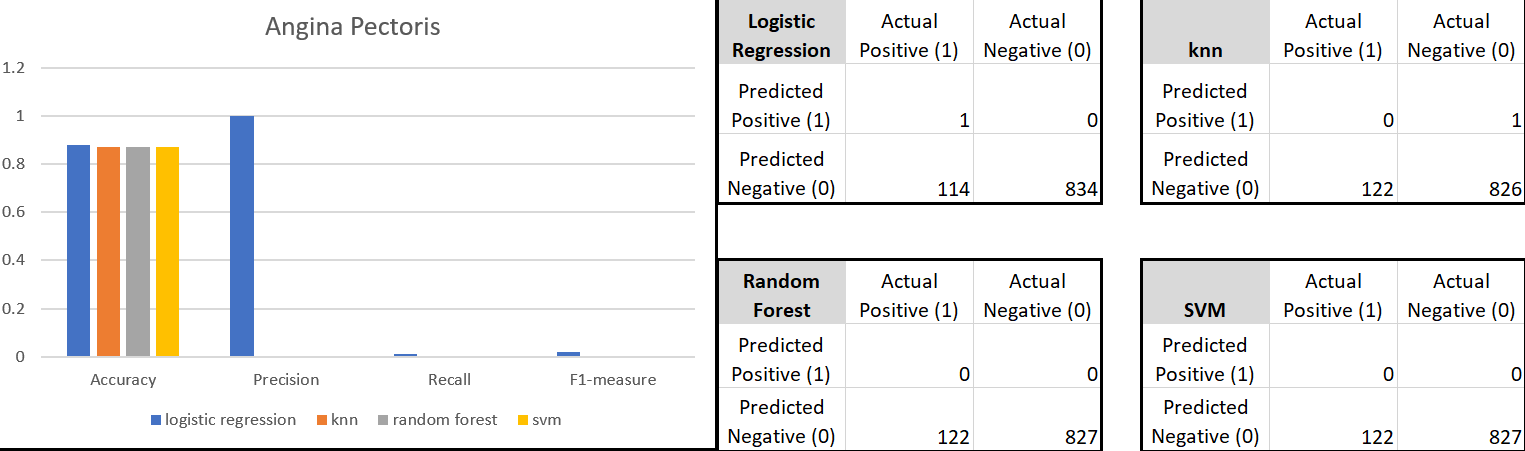 Angina Pectoris
1.2
1
0.8
0.6
0.4
0.2
0
Accuracy Precision Recall F1-measure
logistic regression knn random forest svm
Logistic Actual Actual
Regression Positive (1) Negative (0)
Predicted
Positive (1) 1 0
Predicted
Negative (0) 114 834
Actual Actual
knn Positive (1) Negative (0)
Predicted
Positive (1) 0 1
Predicted
Negative (0) 122 826
Random Actual Actual
Forest Positive (1) Negative (0)
Predicted
Positive (1) 0 0
Predicted
Negative (0) 122 827
Actual Actual
SVM Positive (1) Negative (0)
Predicted
Positive (1) 0 0
Predicted
Negative (0) 122 827